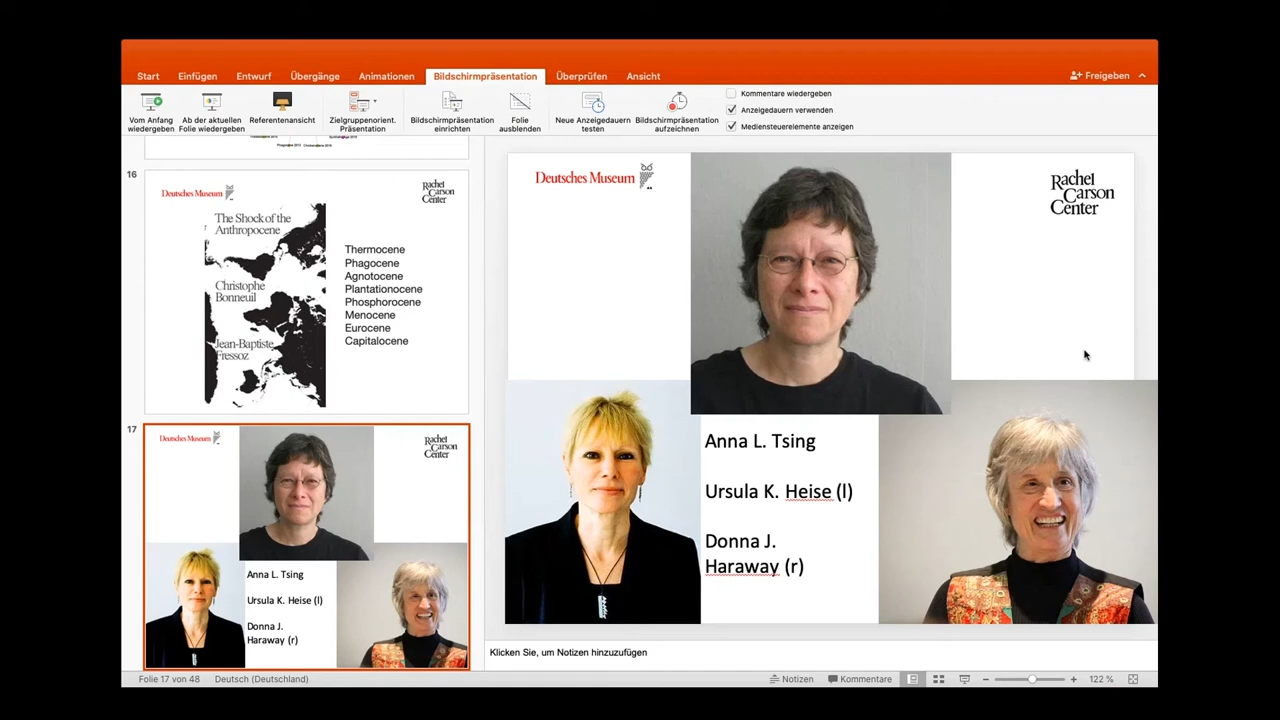 Start Einfügen Entwurf Übergänge Animationen Bildschirmpräsentation Überprüfen Ansicht Freigeben
Vom Anfang
wiedergeben
Ab der aktuellen
Folie wiedergeben
Referentenansicht
Zielgruppenorient.
Präsentation
Bildschirmpräsentation
einrichten
Folie
ausblenden
Neue Anzeigedauern
testen
Bildschirmpräsentation
aufzeichnen
Kommentare wiedergeben
Anzeigedauern verwenden
Mediensteuerelemente anzeigen
16
Deutsches Museum
Rachel
Carson
Center
The Shock of the
Anthropocene
Christophe
Bonneuil
Jean-Baptiste
Fressoz
Thermocene
Phagocene
Agnotocene
Plantationocene
Phosphorocene
Menocene
Eurocene
Capitalocene
17
Deutsches Museum
Rachel
Carson
Center
Anna L. Tsing
Ursula K. Heise (l)
Donna J.
Haraway (r)
Deutsches Museum
Rachel
Carson
Center
Anna L. Tsing
Ursula K. Heise (l)
Donna J.
Haraway (r)
Klicken Sie, um Notizen hinzuzufügen
Folie 17 von 48 Deutsch (Deutschland) Notizen Kommentare 122 %